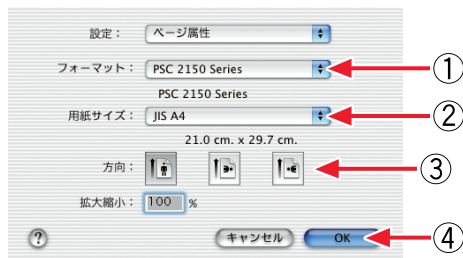 設定： ページ属性
フォーマット： PSC 2150 Series ①
PSC 2150 Series
用紙サイズ： JIS A4 ②
21.0 cm. x 29.7 cm.
方向： ③
拡大縮小： 100 %
? キャンセル OK ④